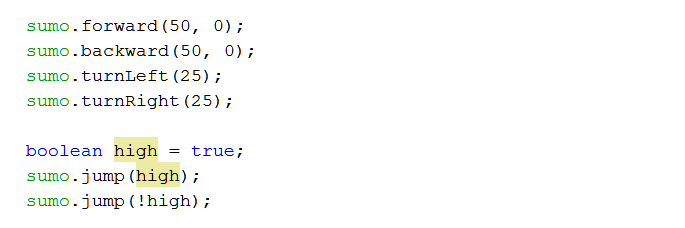 sumo.forward(50, 0);
sumo.backward(50, 0);
sumo.turnLeft(25);
sumo.turnRight(25);
boolean high = true;
sumo.jump(high);
sumo.jump(!high);